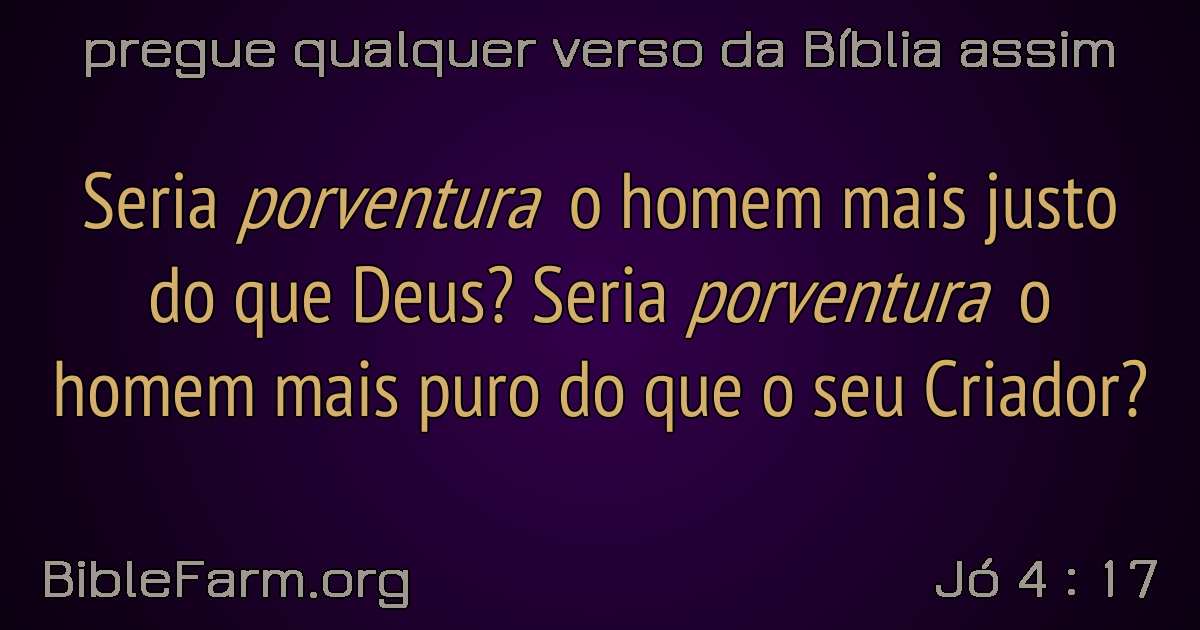 pregue qualquer verso da Bíblia assim
Seria porventura o homem mais justo
do que Deus? Seria porventura o
homem mais puro do que o seu Criador?
BibleFarm.org
Jó 4 : 17